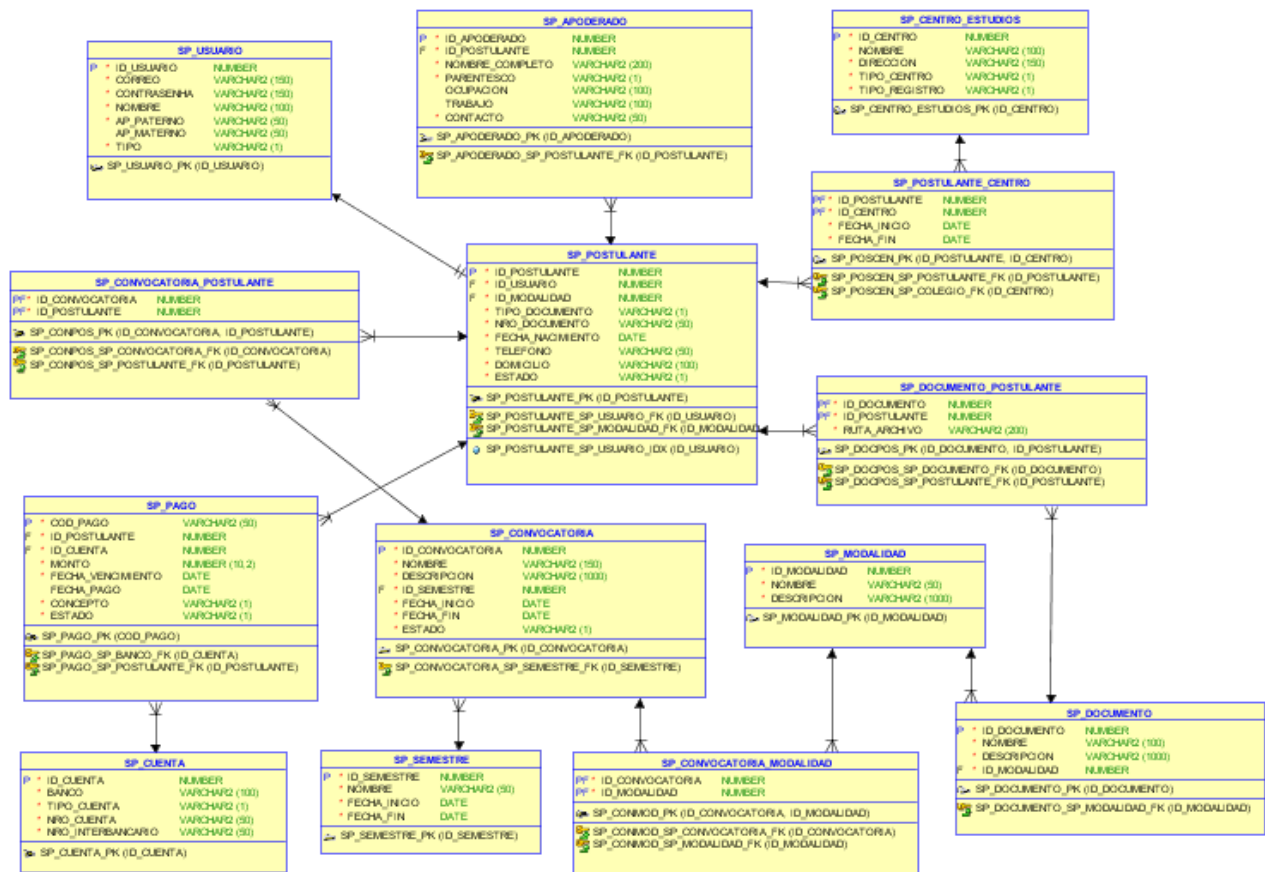 SP_USUARIO
P * ID_USUARIO NUMBER
* CORREO VARCHAR2 (150)
* CONTRASENHA VARCHAR2 (150)
* NOMBRE VARCHAR2 (100)
* AP_PATERNO VARCHAR2 (50)
AP_MATERNO VARCHAR2 (50)
* TIPO VARCHAR2 (1)
SP_USUARIO_PK (ID_USUARIO)
SP_APODERADO
P * ID_APODERADO NUMBER
F * ID_POSTULANTE NUMBER
* NOMBRE_COMPLETO VARCHAR2 (200)
* PARENTESCO VARCHAR2 (1)
OCUPACION VARCHAR2 (100)
TRABAJO VARCHAR2 (100)
* CONTACTO VARCHAR2 (50)
SP_APODERADO_PK (ID_APODERADO)
SP_APODERADO_SP_POSTULANTE_FK (ID_POSTULANTE)
SP_CENTRO_ESTUDIOS
P * ID_CENTRO NUMBER
* NOMBRE VARCHAR2 (100)
* DIRECCION VARCHAR2 (150)
* TIPO_CENTRO VARCHAR2 (1)
* TIPO_REGISTRO VARCHAR2 (1)
SP_CENTRO_ESTUDIOS_PK (ID_CENTRO)
SP_POSTULANTE_CENTRO
PF * ID_POSTULANTE NUMBER
PF * ID_CENTRO NUMBER
* FECHA_INICIO DATE
* FECHA_FIN DATE
SP_POSCEN_PK (ID_POSTULANTE, ID_CENTRO)
SP_POSCEN_SP_POSTULANTE_FK (ID_POSTULANTE)
SP_POSCEN_SP_COLEGIO_FK (ID_CENTRO)
SP_POSTULANTE
P * ID_POSTULANTE NUMBER
F * ID_USUARIO NUMBER
F * ID_MODALIDAD NUMBER
* TIPO_DOCUMENTO VARCHAR2 (1)
* NRO_DOCUMENTO VARCHAR2 (50)
* FECHA_NACIMIENTO DATE
* TELEFONO VARCHAR2 (50)
* DOMICILIO VARCHAR2 (100)
* ESTADO VARCHAR2 (1)
SP_POSTULANTE_PK (ID_POSTULANTE)
SP_POSTULANTE_SP_USUARIO_FK (ID_USUARIO)
SP_POSTULANTE_SP_MODALIDAD_FK (ID_MODALIDAD
SP_POSTULANTE_SP_USUARIO_IDX (ID_USUARIO)
SP_CONVOCATORIA_POSTULANTE
PF * ID_CONVOCATORIA NUMBER
PF * ID_POSTULANTE NUMBER
SP_CONPOS_PK (ID_CONVOCATORIA, ID_POSTULANTE)
SP_CONPOS_SP_CONVOCATORIA_FK (ID_CONVOCATORIA)
SP_CONPOS_SP_POSTULANTE_FK (ID_POSTULANTE)
SP_DOCUMENTO_POSTULANTE
PF * ID_DOCUMENTO NUMBER
PF * ID_POSTULANTE NUMBER
* RUTA_ARCHIVO VARCHAR2 (200)
SP_DOCPOS_PK (ID_DOCUMENTO, ID_POSTULANTE)
SP_DOCPOS_SP_DOCUMENTO_FK (ID_DOCUMENTO)
SP_DOCPOS_SP_POSTULANTE_FK (ID_POSTULANTE)
SP_PAGO
P * COD_PAGO VARCHAR2 (50)
F * ID_POSTULANTE NUMBER
F * ID_CUENTA NUMBER
* MONTO NUMBER (10,2)
* FECHA_VENCIMIENTO DATE
FECHA_PAGO DATE
* CONCEPTO VARCHAR2 (1)
* ESTADO VARCHAR2 (1)
SP_PAGO_PK (COD_PAGO)
SP_PAGO_SP_BANCO_FK (ID_CUENTA)
SP_PAGO_SP_POSTULANTE_FK (ID_POSTULANTE)
SP_CONVOCATORIA
P * ID_CONVOCATORIA NUMBER
* NOMBRE VARCHAR2 (150)
* DESCRIPCION VARCHAR2 (1000)
F * ID_SEMESTRE NUMBER
* FECHA_INICIO DATE
* FECHA_FIN DATE
* ESTADO VARCHAR2 (1)
SP_CONVOCATORIA_PK (ID_CONVOCATORIA)
SP_CONVOCATORIA_SP_SEMESTRE_FK (ID_SEMESTRE)
SP_MODALIDAD
P * ID_MODALIDAD NUMBER
* NOMBRE VARCHAR2 (50)
* DESCRIPCION VARCHAR2 (1000)
SP_MODALIDAD_PK (ID_MODALIDAD)
SP_DOCUMENTO
P * ID_DOCUMENTO NUMBER
* NOMBRE VARCHAR2 (100)
* DESCRIPCION VARCHAR2 (1000)
F * ID_MODALIDAD NUMBER
SP_DOCUMENTO_PK (ID_DOCUMENTO)
SP_DOCUMENTO_SP_MODALIDAD_FK (ID_MODALIDAD)
SP_CUENTA
P * ID_CUENTA NUMBER
* BANCO VARCHAR2 (100)
* TIPO_CUENTA VARCHAR2 (1)
* NRO_CUENTA VARCHAR2 (50)
* NRO_INTERBANCARIO VARCHAR2 (50)
SP_CUENTA_PK (ID_CUENTA)
SP_SEMESTRE
P * ID_SEMESTRE NUMBER
* NOMBRE VARCHAR2 (50)
* FECHA_INICIO DATE
* FECHA_FIN DATE
SP_SEMESTRE_PK (ID_SEMESTRE)
SP_CONVOCATORIA_MODALIDAD
PF * ID_CONVOCATORIA NUMBER
PF * ID_MODALIDAD NUMBER
SP_CONMOD_PK (ID_CONVOCATORIA, ID_MODALIDAD)
SP_CONMOD_SP_CONVOCATORIA_FK (ID_CONVOCATORIA)
SP_CONMOD_SP_MODALIDAD_FK (ID_MODALIDAD)